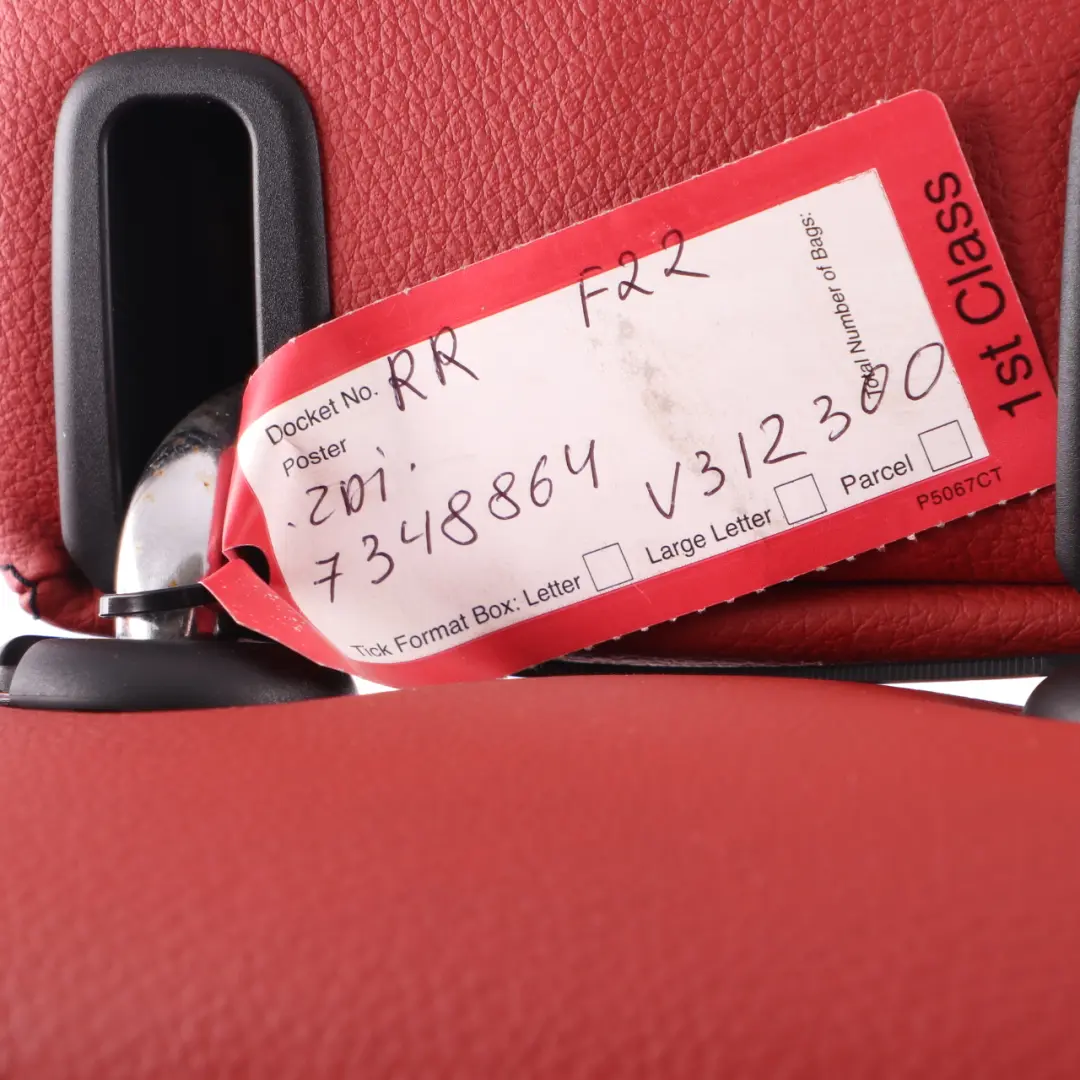 1st Class
F22
Docket No. RR
Total Number of Bags:
Poster
.2Di.
7348864 V312300
Tick Format Box: Letter Large Letter Parcel
P5067CT